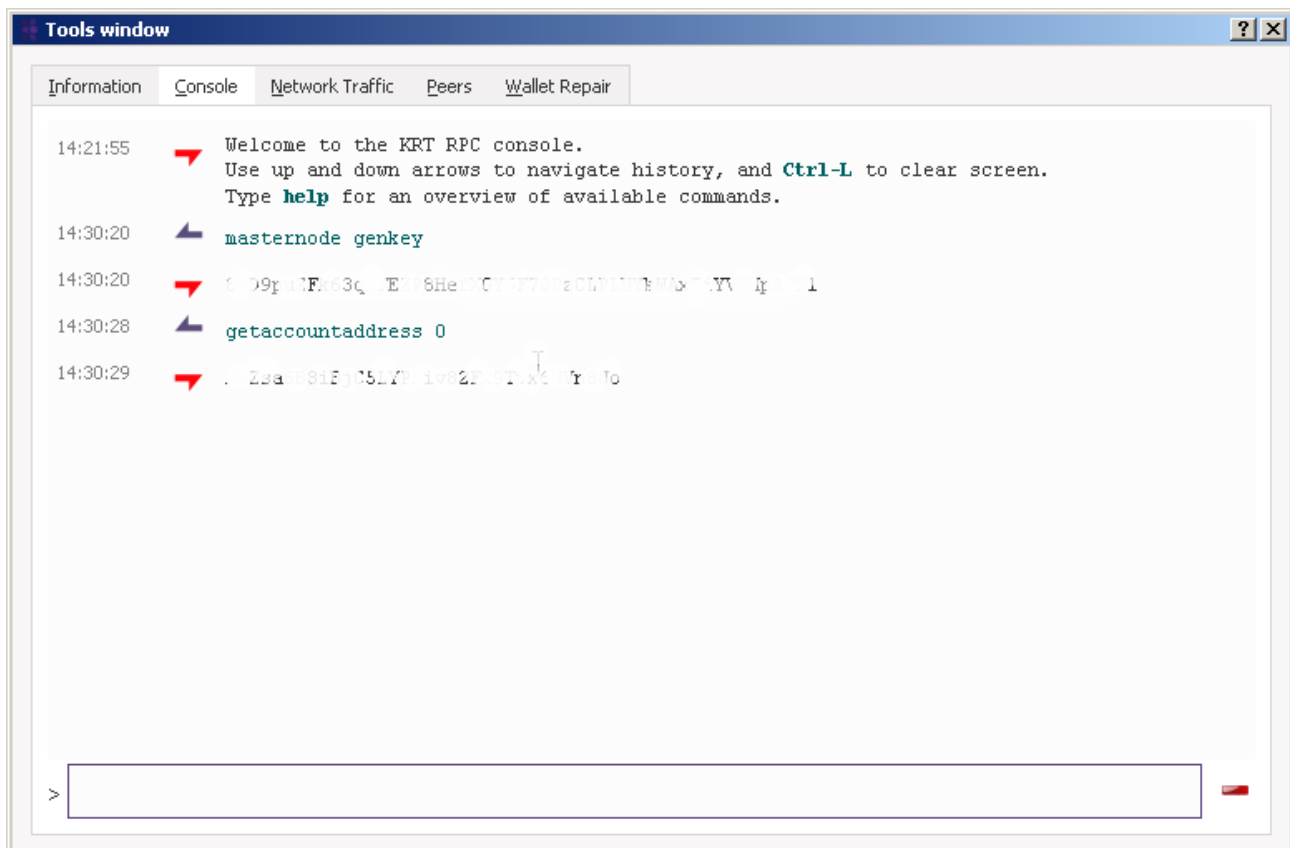 Tools window
Information Console Network Traffic Peers Wallet Repair
14:21:55 Welcome to the KRT RPC console.
Use up and down arrows to navigate history, and Ctrl-L to clear screen.
Type help for an overview of available commands.
14:30:20 masternode genkey
14:30:20
14:30:28 getaccountaddress 0
14:30:29
>